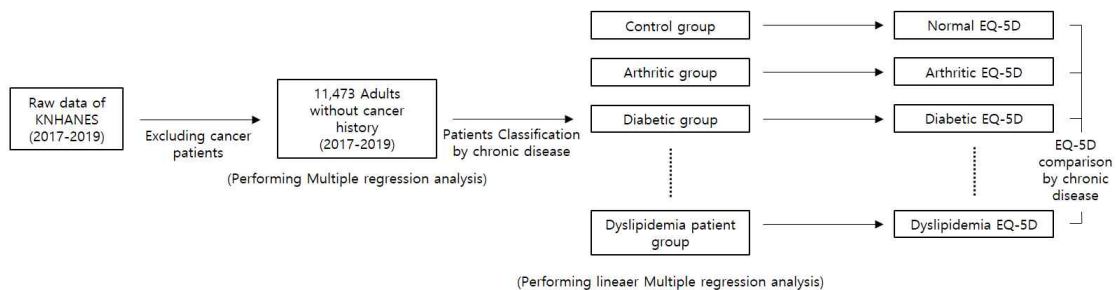 Raw data of
KNHANES
(2017-2019)
Excluding cancer
patients
11,473 Adults
without cancer
history
(2017-2019)
(Performing Multiple regression analysis)
Patients Classification
by chronic disease
Control group
Arthritic group
Diabetic group
Dyslipidemia patient
group
Normal EQ-5D
Arthritic EQ-5D
Diabetic EQ-5D
Dyslipidemia EQ-5D
EQ-5D
comparison
by chronic
disease
(Performing lineaer Multiple regression analysis)